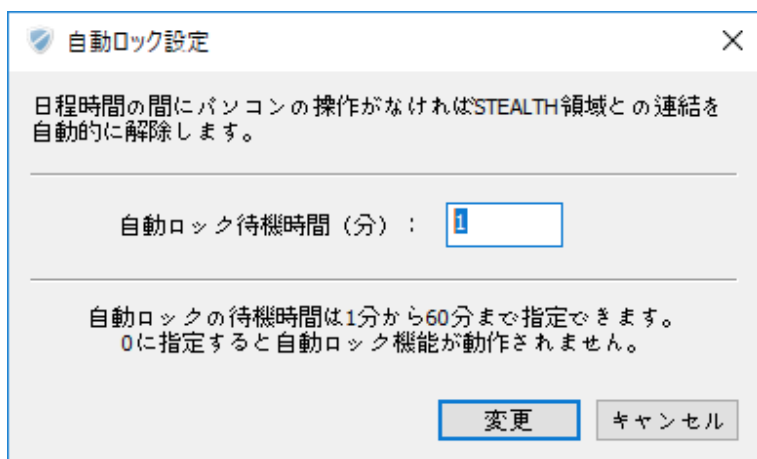 自動ロック設定
日程時間の間にパソコンの操作がなければSTEALTH領域との連結を
自動的に解除します。
自動ロック待機時間（分）： 1
自動ロックの待機時間は1分から60分まで指定できます。
0に指定すると自動ロック機能が動作されません。
変更 キャンセル